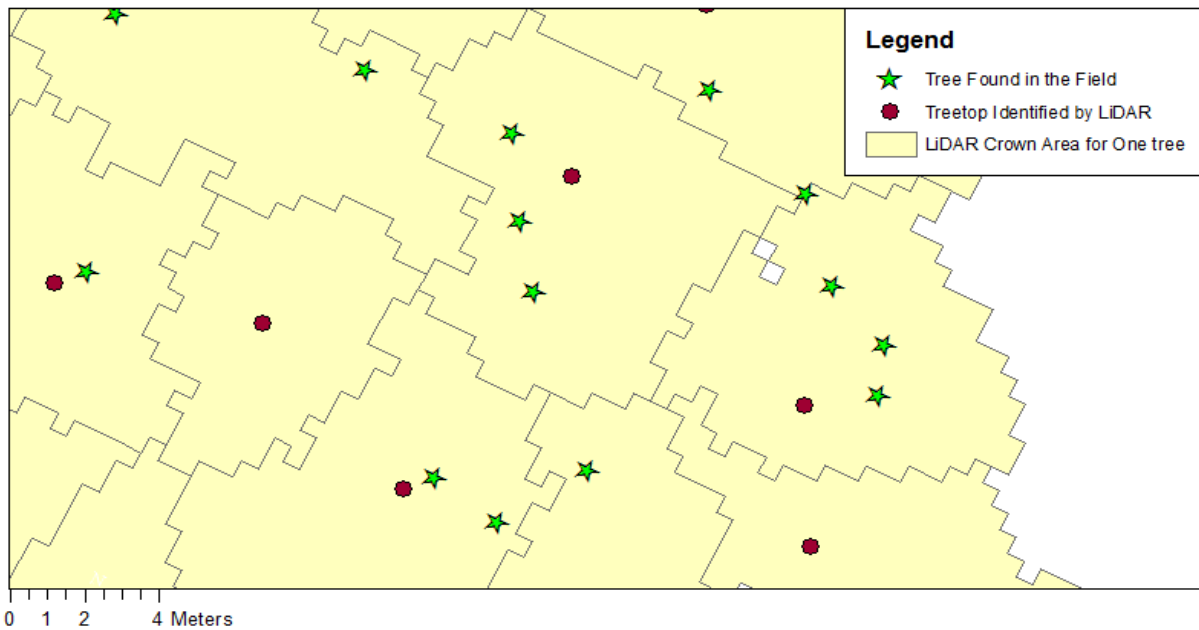 Legend
Tree Found in the Field
Treetop Identified by LiDAR
LiDAR Crown Area for One tree
0 1 2 4 Meters